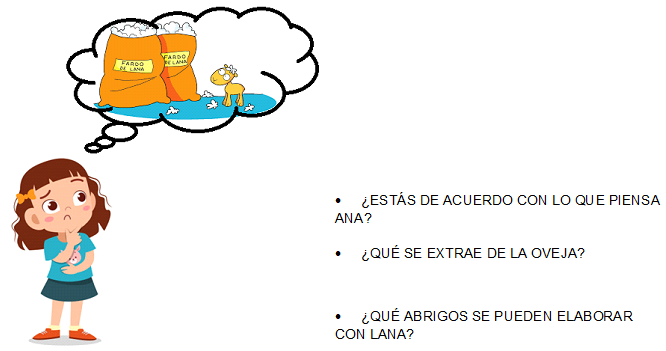 FARDO
DE LANA
FARDO
DE LANA
• ¿ESTÁS DE ACUERDO CON LO QUE PIENSA
ANA?
• ¿QUÉ SE EXTRAE DE LA OVEJA?
• ¿QUÉ ABRIGOS SE PUEDEN ELABORAR
CON LANA?